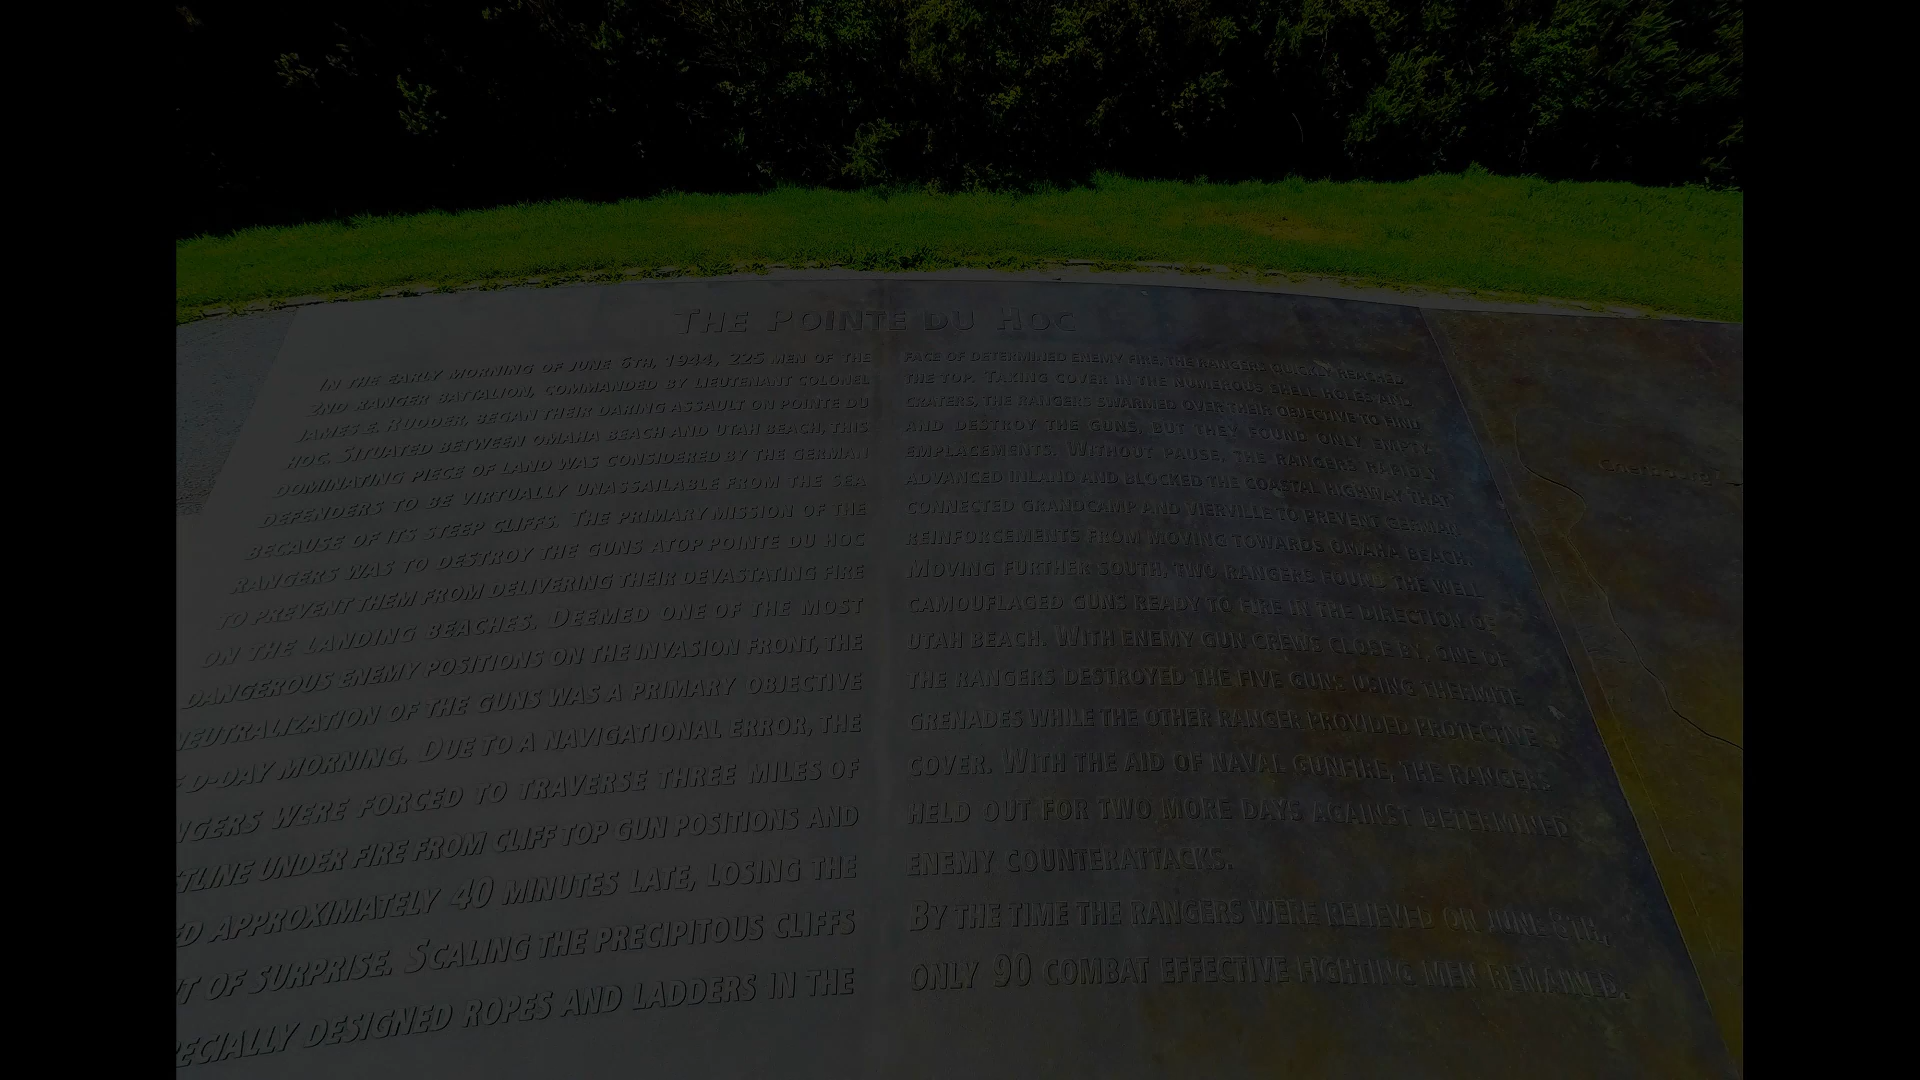 The Pointe du Hoc
In the early morning of June 6th, 1944, 225 men of the
2nd Ranger Battalion, commanded by Lieutenant Colonel
James E. Rudder, began their daring assault on Pointe du
Hoc. Situated between Omaha Beach and Utah Beach, this
dominating piece of land was considered by the German
defenders to be virtually unassailable from the sea
because of its steep cliffs. The primary mission of the
Rangers was to destroy the guns atop Pointe du Hoc
to prevent them from delivering their devastating fire
on the landing beaches. Deemed one of the most
dangerous enemy positions on the invasion front, the
neutralization of the guns was a primary objective
D-Day morning. Due to a navigational error, the
ngers were forced to traverse three miles of
tline under fire from cliff top gun positions and
ed approximately 40 minutes late, losing the
t of surprise. Scaling the precipitous cliffs
ecially designed ropes and ladders in the
face of determined enemy fire, the Rangers quickly reached
the top. Taking cover in the numerous shell holes and
craters, the Rangers swarmed over their objective to find
and destroy the guns, but they found only empty
emplacements. Without pause, the Rangers rapidly
advanced inland and blocked the coastal highway that
connected Grandcamp and Vierville to prevent German
reinforcements from moving towards Omaha Beach.
Moving further south, two Rangers found the well
camouflaged guns ready to fire in the direction of
Utah Beach. With enemy gun crews close by, one of
the Rangers destroyed the five guns using thermite
grenades while the other Ranger provided protective
cover. With the aid of naval gunfire, the Rangers
held out for two more days against determined
enemy counterattacks.
By the time the Rangers were relieved on June 8th,
only 90 combat effective fighting men remained.
Cherbourg